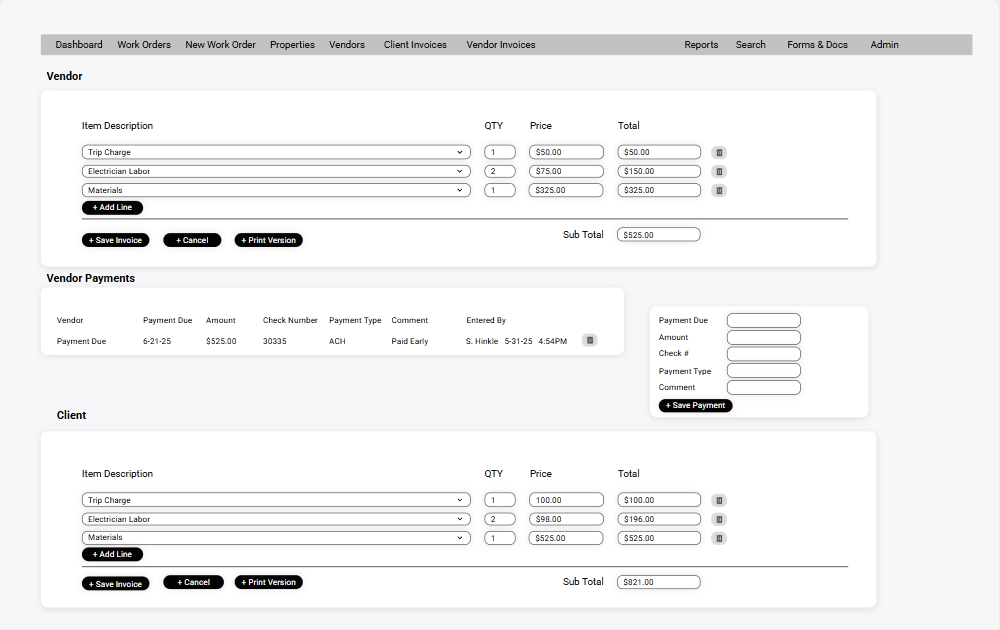 Dashboard Work Orders New Work Order Properties Vendors Client Invoices Vendor Invoices Reports Search Forms & Docs Admin
Vendor
Item Description QTY Price Total
Trip Charge 1 $50.00 $50.00
Electrician Labor 2 $75.00 $150.00
Materials 1 $325.00 $325.00
+ Add Line
+ Save Invoice + Cancel + Print Version Sub Total $525.00
Vendor Payments
Vendor Payment Due Amount Check Number Payment Type Comment Entered By
Payment Due 6-21-25 $525.00 30335 ACH Paid Early S. Hinkle 5-31-25 4:54PM
Payment Due
Amount
Check #
Payment Type
Comment
+ Save Payment
Client
Item Description QTY Price Total
Trip Charge 1 100.00 $100.00
Electrician Labor 2 $98.00 $196.00
Materials 1 $525.00 $525.00
+ Add Line
+ Save Invoice + Cancel + Print Version Sub Total $821.00